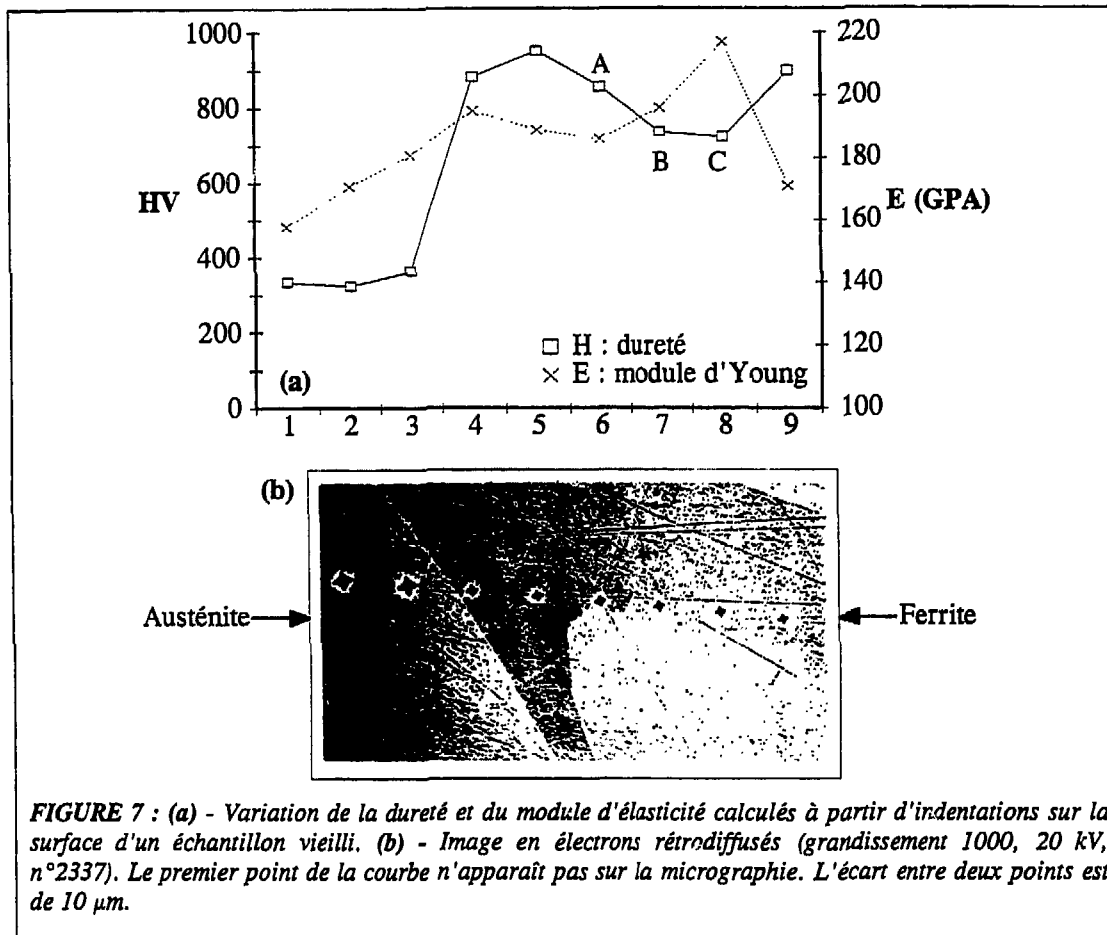 1000
800
600
HV
400
200
0
220
200
180
E (GPA)
160
140
120
100
A
B
C
□ H : dureté
× E : module d'Young
(a)
1 2 3 4 5 6 7 8 9
(b)
Austénite
Ferrite
FIGURE 7 : (a) - Variation de la dureté et du module d'élasticité calculés à partir d'indentations sur la
surface d'un échantillon vieilli. (b) - Image en électrons rétrodiffusés (grandissement 1000, 20 kV,
n°2337). Le premier point de la courbe n'apparaît pas sur la micrographie. L'écart entre deux points est
de 10 µm.